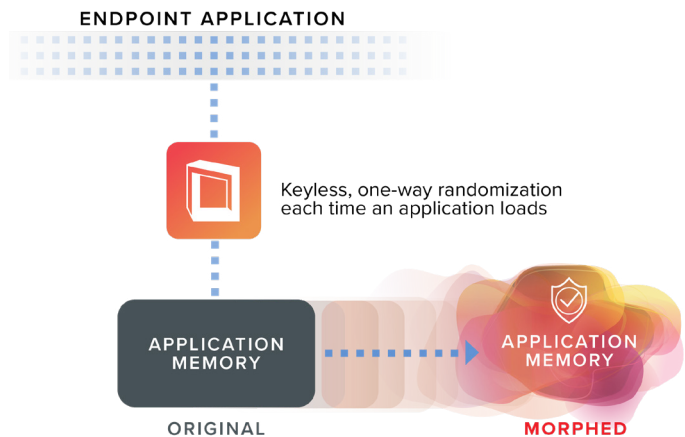 ENDPOINT APPLICATION
Keyless, one-way randomization
each time an application loads
APPLICATION
MEMORY
APPLICATION
MEMORY
ORIGINAL
MORPHED